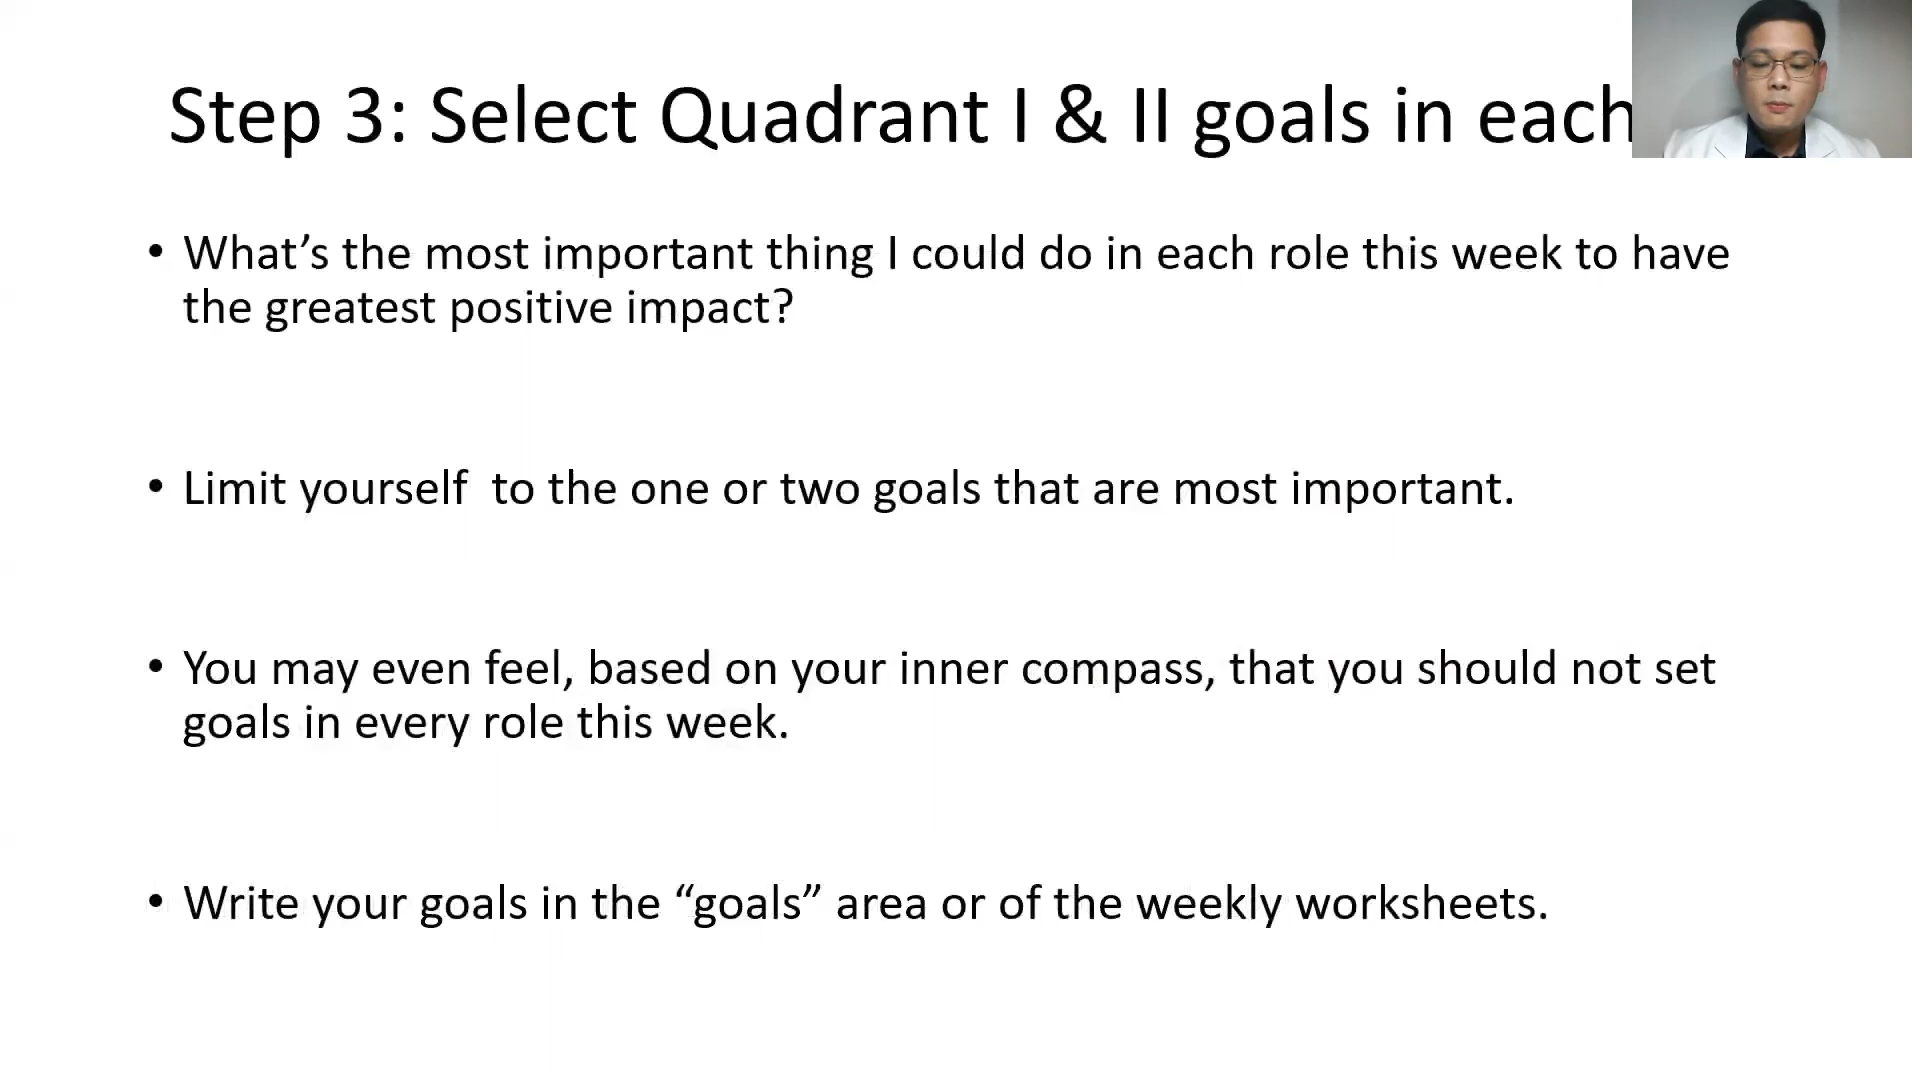 Step 3: Select Quadrant I & II goals in each
• What’s the most important thing I could do in each role this week to have
the greatest positive impact?
• Limit yourself  to the one or two goals that are most important.
• You may even feel, based on your inner compass, that you should not set
goals in every role this week.
• Write your goals in the “goals” area or of the weekly worksheets.